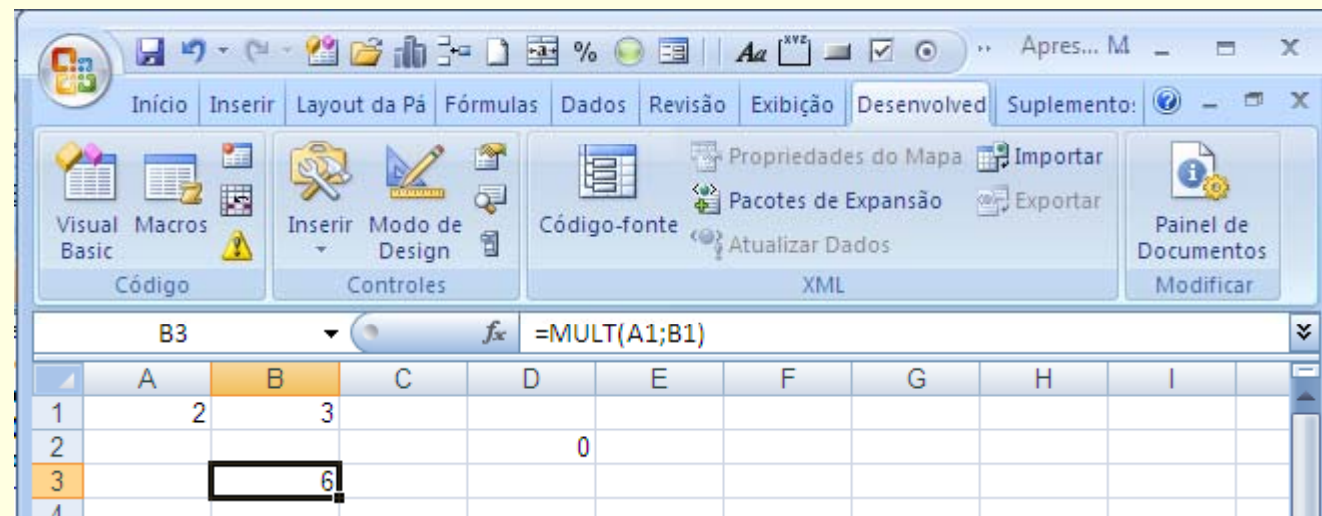 % Aa XYZ Apres... M
Início Inserir Layout da Pá Fórmulas Dados Revisão Exibição Desenvolved Suplemento:
Visual Basic Macros
Código
Inserir Modo de Design
Controles
Código-fonte
Propriedades do Mapa
Pacotes de Expansão
Atualizar Dados
Importar
Exportar
XML
Painel de Documentos
Modificar
B3 fx =MULT(A1;B1)
A B C D E F G H I
1 2 3
2 0
3 6
4